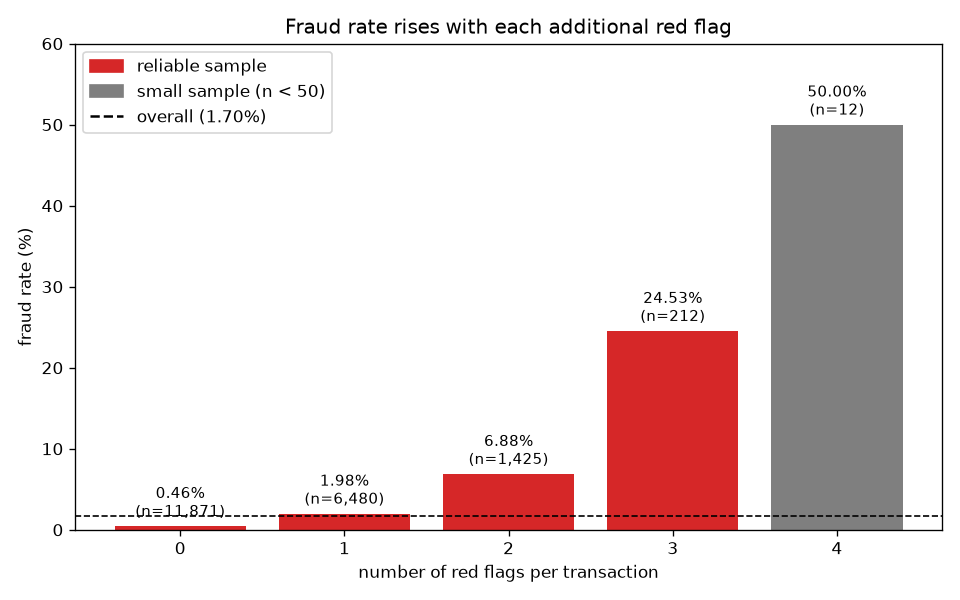 Fraud rate rises with each additional red flag
reliable sample
small sample (n < 50)
overall (1.70%)
fraud rate (%)
60
50
40
30
20
10
0
0.46%
(n=11,871)
1.98%
(n=6,480)
6.88%
(n=1,425)
24.53%
(n=212)
50.00%
(n=12)
0
1
2
3
4
number of red flags per transaction